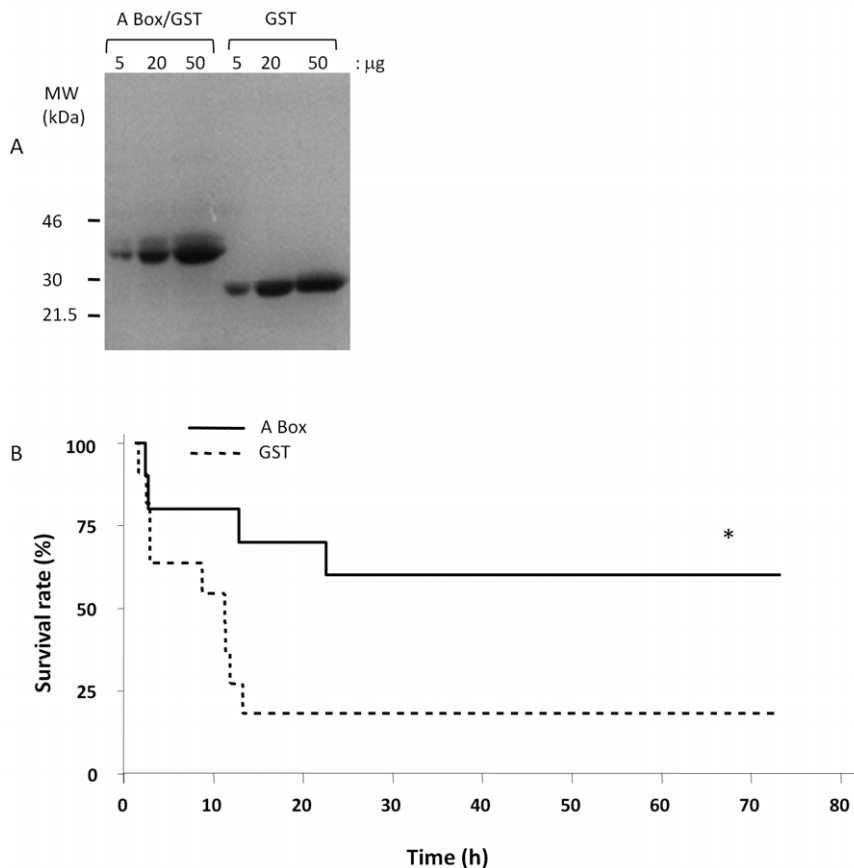 A Box/GST GST
5 20 50 5 20 50 : μg
MW
(kDa)
A
46
30
21.5
B
A Box
GST
100
75
50
25
0
Survival rate (%)
*
0 10 20 30 40 50 60 70 80
Time (h)